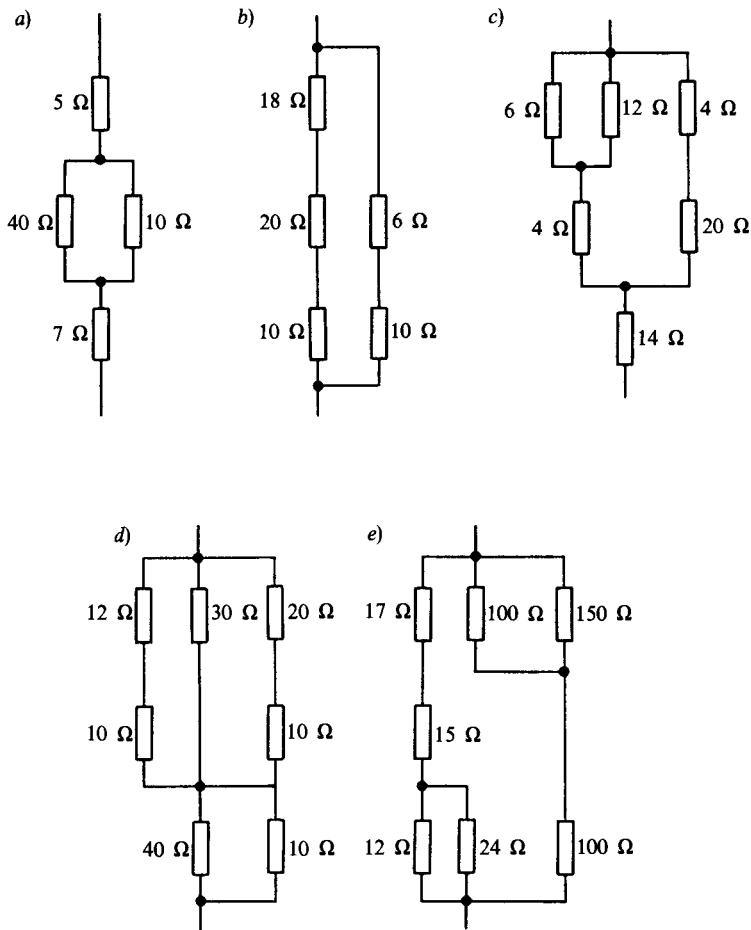 a)
5 Ω
40 Ω 10 Ω
7 Ω
b)
18 Ω
20 Ω 6 Ω
10 Ω 10 Ω
c)
6 Ω 12 Ω 4 Ω
4 Ω 20 Ω
14 Ω
d)
12 Ω 30 Ω 20 Ω
10 Ω 10 Ω
40 Ω 10 Ω
e)
17 Ω 100 Ω 150 Ω
15 Ω
12 Ω 24 Ω 100 Ω